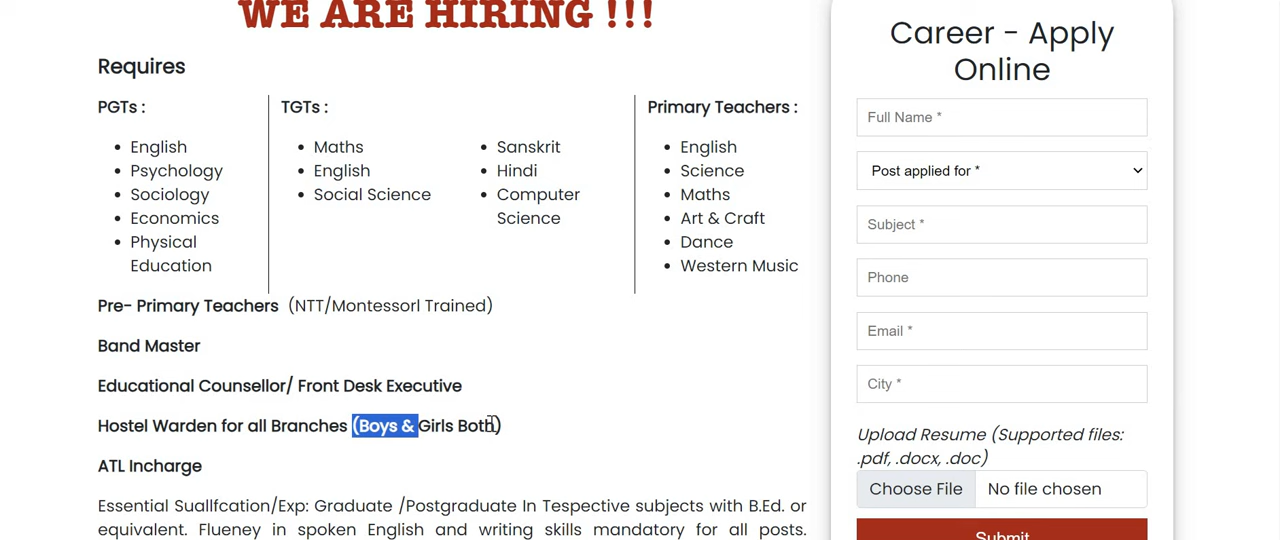 WE ARE HIRING !!!
Requires
PGTs :
English
Psychology
Sociology
Economics
Physical
Education
TGTs :
Maths
English
Social Science
Sanskrit
Hindi
Computer
Science
Primary Teachers :
English
Science
Maths
Art & Craft
Dance
Western Music
Pre- Primary Teachers (NTT/Montessorl Trained)
Band Master
Educational Counsellor/ Front Desk Executive
Hostel Warden for all Branches (Boys & Girls Both)
ATL Incharge
Essential Suallfcation/Exp: Graduate /Postgraduate In Tespective subjects with B.Ed. or
equivalent. Flueney in spoken English and writing skills mandatory for all posts.
Career - Apply
Online
Full Name *
Post applied for *
Subject *
Phone
Email *
City *
Upload Resume (Supported files:
.pdf, .docx, .doc)
Choose File No file chosen
Submit